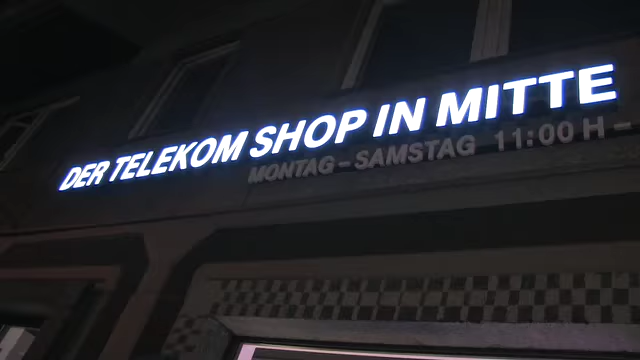 DER TELEKOM SHOP IN MITTE
MONTAG – SAMSTAG 11:00 H –